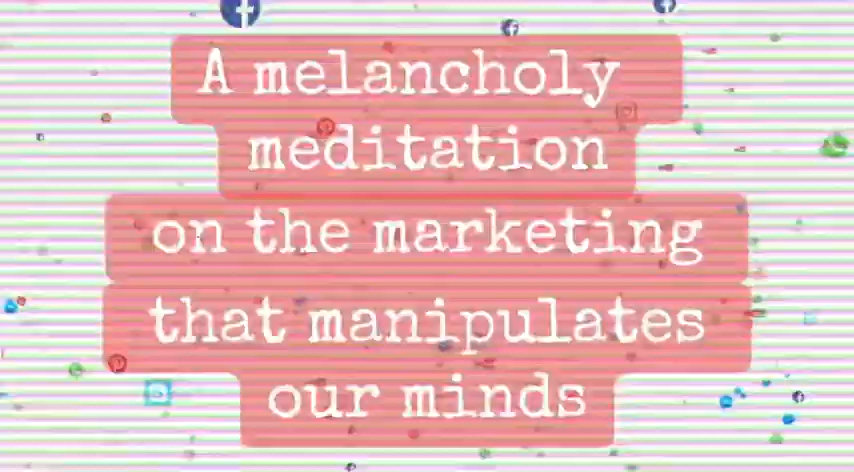 A melancholy
meditation
on the marketing
that manipulates
our minds